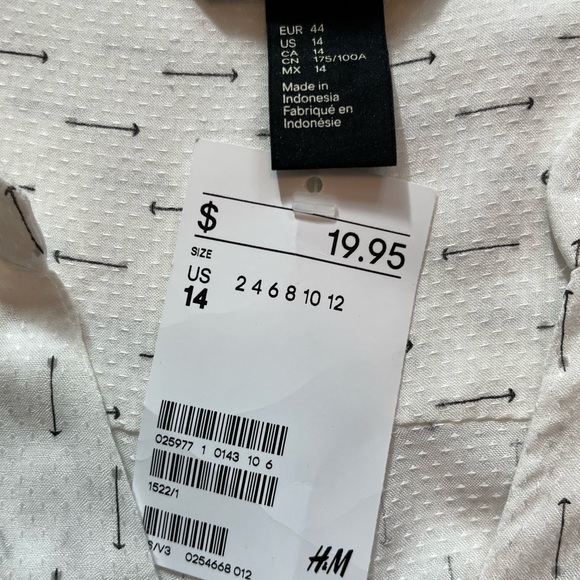 EUR 44
US 14
CA 14
CN 175/100A
MX 14
Made in
Indonesia
Fabriqué en
Indonésie
$ 19.95
SIZE
US 2 4 6 8 10 12
14
025977 1 0143 10 6
1522/1
/V3 0254668 012
H&M